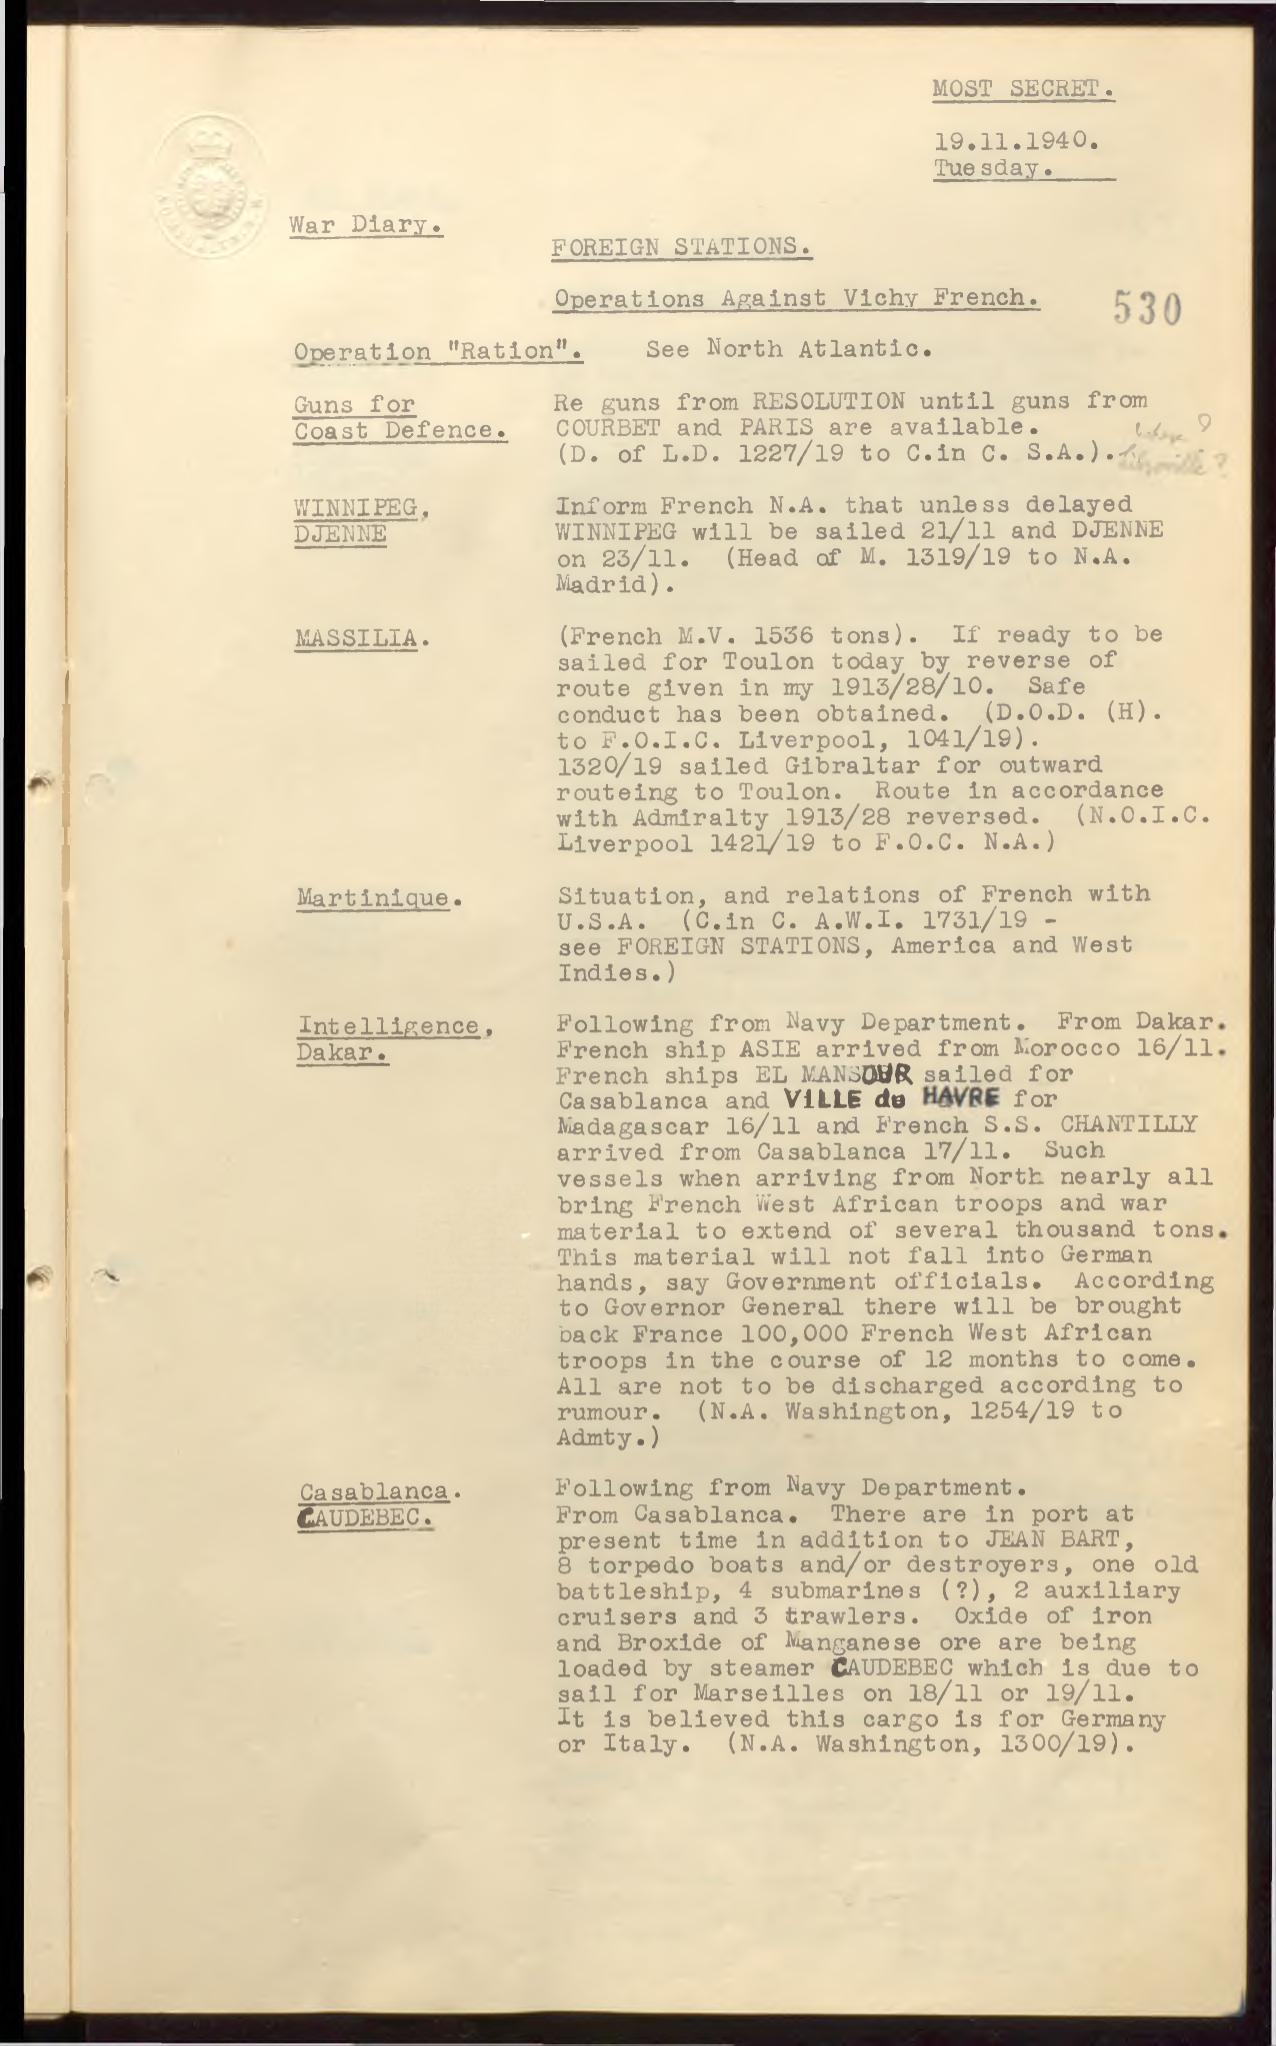 MOST SECRET.
19.11.1940.
Tuesday.
War Diary.
FOREIGN STATIONS.
Operations Against Vichy French.
530
Operation "Ration". See North Atlantic.
Guns for
Coast Defence.
Re guns from RESOLUTION until guns from
COURBET and PARIS are available.
(D. of L.D. 1227/19 to C.in C. S.A.).
where ?
Libreville ?
WINNIPEG,
DJENNE
Inform French N.A. that unless delayed
WINNIPEG will be sailed 21/11 and DJENNE
on 23/11. (Head of M. 1319/19 to N.A.
Madrid).
MASSILIA.
(French M.V. 1536 tons). If ready to be
sailed for Toulon today by reverse of
route given in my 1913/28/10. Safe
conduct has been obtained. (D.O.D. (H).
to F.O.I.C. Liverpool, 1041/19).
1320/19 sailed Gibraltar for outward
routeing to Toulon. Route in accordance
with Admiralty 1913/28 reversed. (N.O.I.C.
Liverpool 1421/19 to F.O.C. N.A.)
Martinique.
Situation, and relations of French with
U.S.A. (C.in C. A.W.I. 1731/19 -
see FOREIGN STATIONS, America and West
Indies.)
Intelligence,
Dakar.
Following from Navy Department. From Dakar.
French ship ASIE arrived from Morocco 16/11.
French ships EL MANSOUR sailed for
Casablanca and VILLE du HAVRE for
Madagascar 16/11 and French S.S. CHANTILLY
arrived from Casablanca 17/11. Such
vessels when arriving from North nearly all
bring French West African troops and war
material to extend of several thousand tons.
This material will not fall into German
hands, say Government officials. According
to Governor General there will be brought
back France 100,000 French West African
troops in the course of 12 months to come.
All are not to be discharged according to
rumour. (N.A. Washington, 1254/19 to
Admty.)
Casablanca.
CAUDEBEC.
Following from Navy Department.
From Casablanca. There are in port at
present time in addition to JEAN BART,
8 torpedo boats and/or destroyers, one old
battleship, 4 submarines (?), 2 auxiliary
cruisers and 3 trawlers. Oxide of iron
and Broxide of Manganese ore are being
loaded by steamer CAUDEBEC which is due to
sail for Marseilles on 18/11 or 19/11.
It is believed this cargo is for Germany
or Italy. (N.A. Washington, 1300/19).